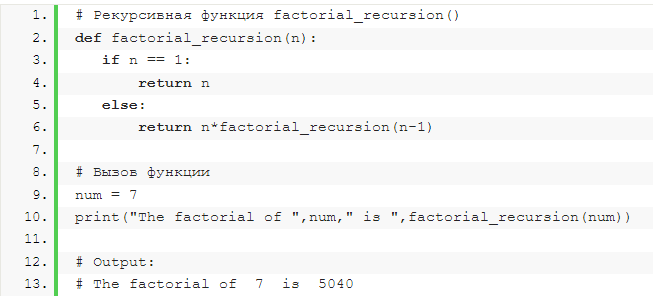 1. # Рекурсивная функция factorial_recursion()
2. def factorial_recursion(n):
3.    if n == 1:
4.        return n
5.    else:
6.        return n*factorial_recursion(n-1)
7.
8. # Вызов функции
9. num = 7
10. print("The factorial of ",num," is ",factorial_recursion(num))
11.
12. # Output:
13. # The factorial of  7  is  5040